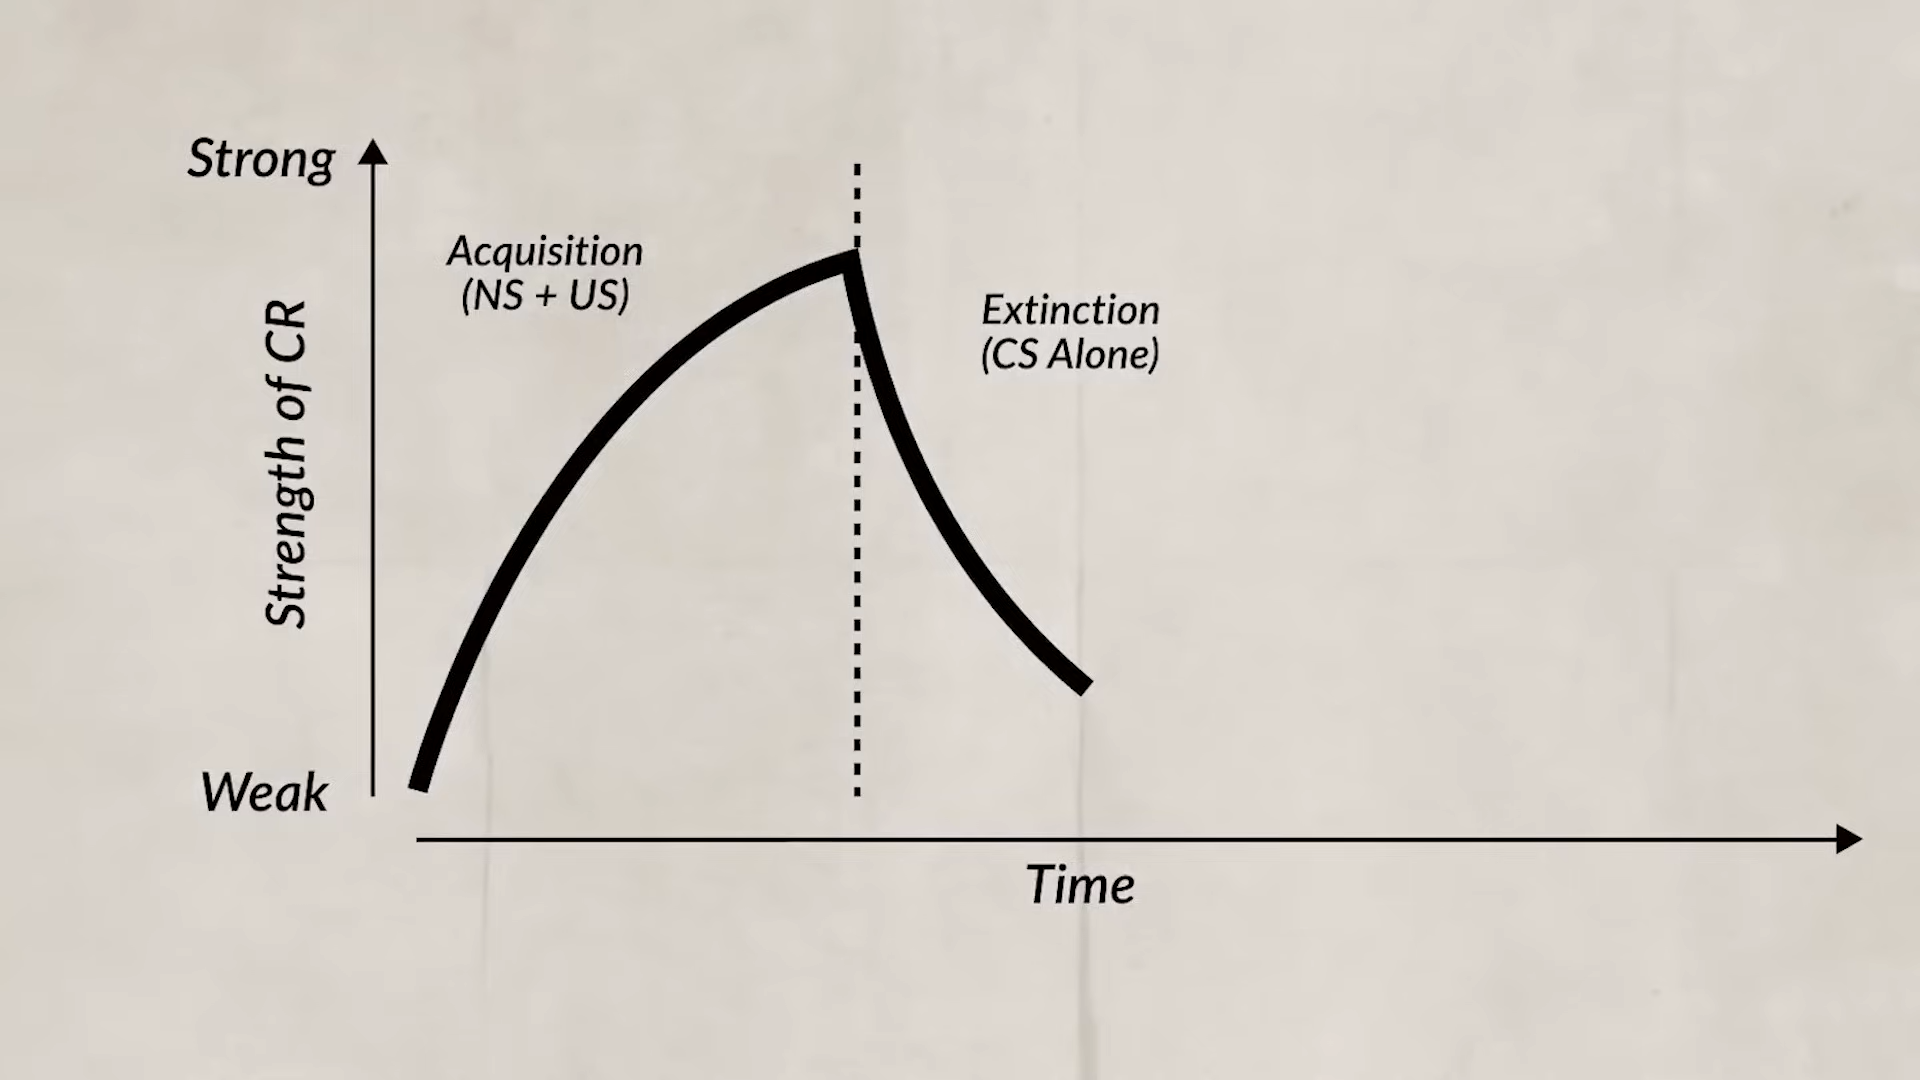 Strong
Acquisition
(NS + US)
Extinction
(CS Alone)
Strength of CR
Weak
Time